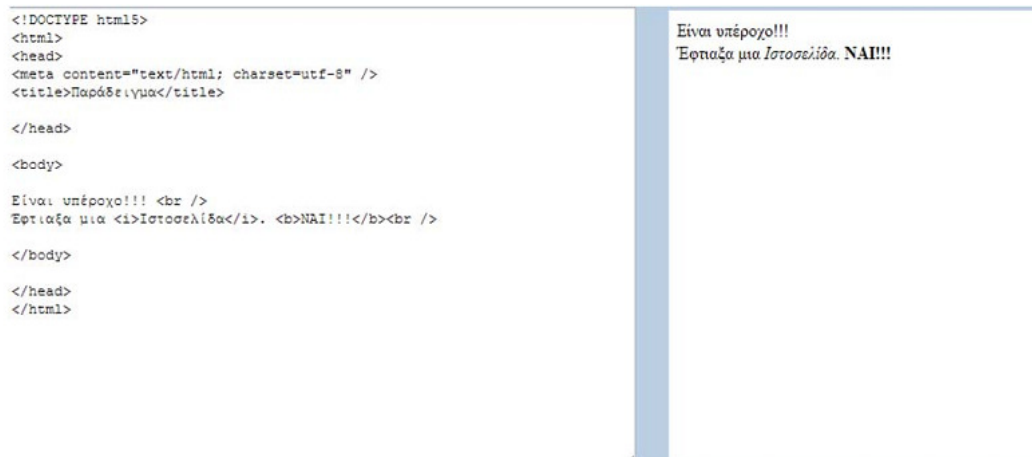 <!DOCTYPE html5>
<html>
<head>
<meta content="text/html; charset=utf-8" />
<title>Παράδειγμα</title>
</head>
<body>
Είναι υπέροχο!!! <br />
Έφτιαξα μια <i>Ιστοσελίδα</i>. <b>ΝΑΙ!!!</b><br />
</body>
</head>
</html>
Είναι υπέροχο!!!
Έφτιαξα μια Ιστοσελίδα. ΝΑΙ!!!